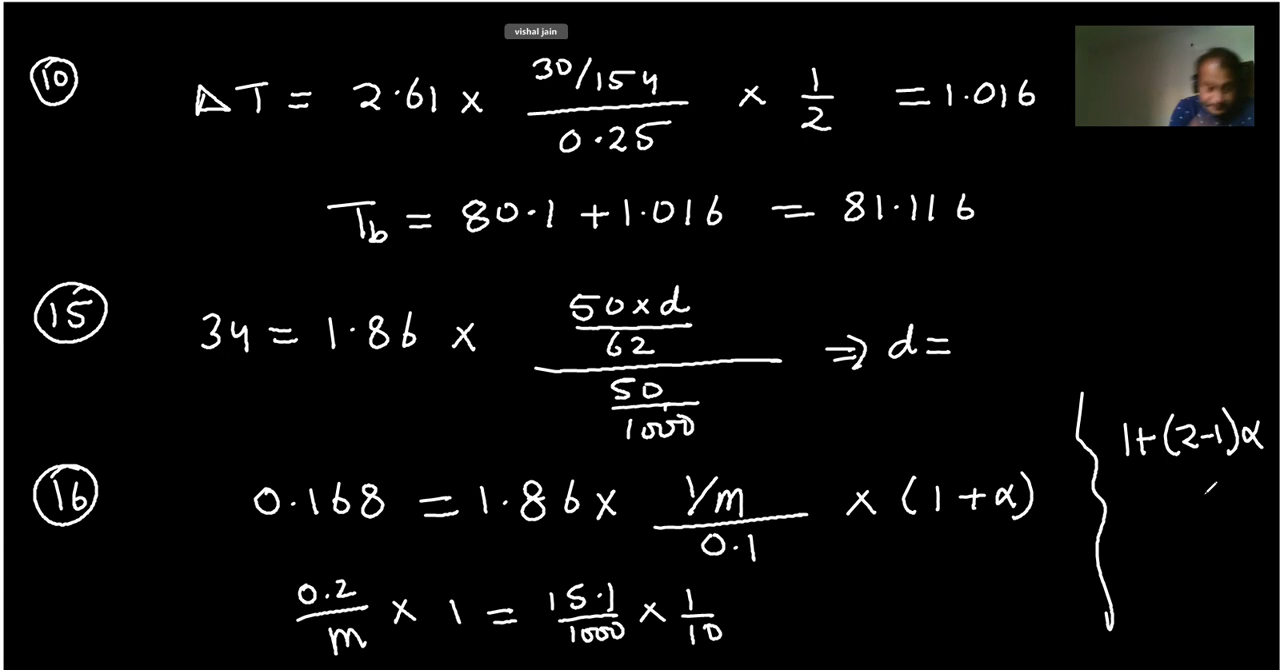 vishal jain
10 ΔT = 2.61 × (30/154)/0.25 × 1/2 = 1.016
T_b = 80.1 + 1.016 = 81.116
15 34 = 1.86 × (50×d/62)/(50/1000) ⇒ d =
1+(2-1)α
16 0.168 = 1.86 × (1/m)/0.1 × (1+α)
0.2/m × 1 = 15.1/1000 × 1/10